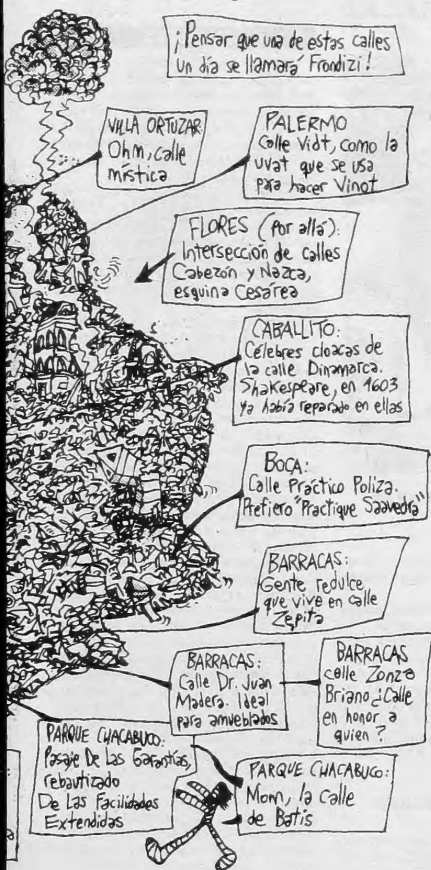 ¡Pensar que una de estas calles
un día se llamará Frondizi!
VILLA ORTUZAR:
Ohm, calle
mística
PALERMO
Calle Vidt, como la
uvat que se usa
para hacer Vinot
FLORES (Por allá):
Intersección de calles
Cabezón y Nazca,
esquina Cesárea
CABALLITO:
Célebres cloacas de
la calle Dinamarca.
Shakespeare, en 1603
ya había reparado en ellas
BOCA:
Calle Práctico Poliza.
Prefiero "Practique Saavedra"
BARRACAS:
Gente redulce
que vive en calle
Zepita
BARRACAS:
Calle Dr. Juan
Madera. Ideal
para amueblados
BARRACAS
calle Zonza
Briano ¿Calle
en honor a
quien?
PARQUE CHACABUCO:
Pasaje De Las Garantías,
rebautizado
De Las Facilidades
Extendidas
PARQUE CHACABUCO:
Mom, la calle
de Batis
a